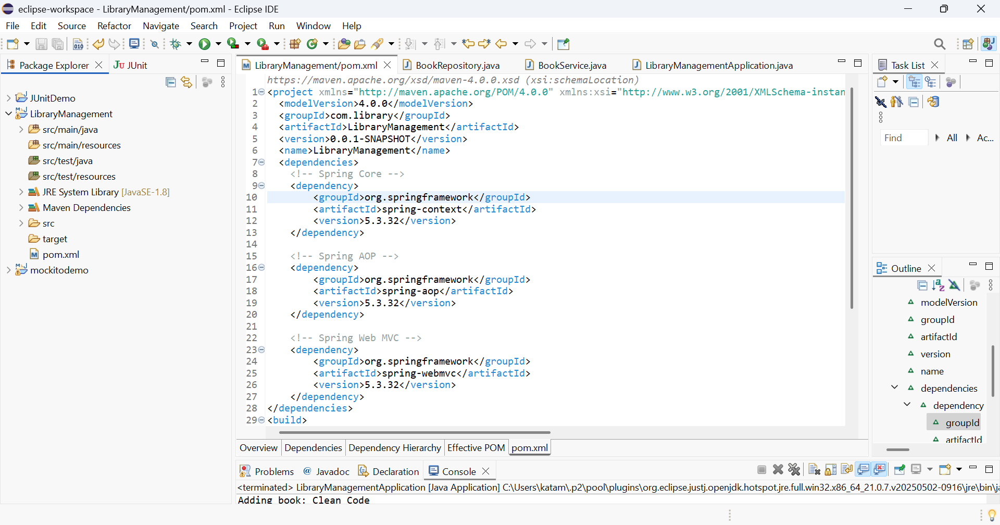 eclipse-workspace - LibraryManagement/pom.xml - Eclipse IDE
File Edit Source Refactor Navigate Search Project Run Window Help
Package Explorer
JUnit
JUnitDemo
LibraryManagement
src/main/java
src/main/resources
src/test/java
src/test/resources
JRE System Library [JavaSE-1.8]
Maven Dependencies
src
target
pom.xml
mockitodemo
LibraryManagement/pom.xml BookRepository.java BookService.java LibraryManagementApplication.java
https://maven.apache.org/xsd/maven-4.0.0.xsd (xsi:schemaLocation)
1 <project xmlns="http://maven.apache.org/POM/4.0.0" xmlns:xsi="http://www.w3.org/2001/XMLSchema-instan
2 <modelVersion>4.0.0</modelVersion>
3 <groupId>com.library</groupId>
4 <artifactId>LibraryManagement</artifactId>
5 <version>0.0.1-SNAPSHOT</version>
6 <name>LibraryManagement</name>
7 <dependencies>
8 <!-- Spring Core -->
9 <dependency>
10 <groupId>org.springframework</groupId>
11 <artifactId>spring-context</artifactId>
12 <version>5.3.32</version>
13 </dependency>
14
15 <!-- Spring AOP -->
16 <dependency>
17 <groupId>org.springframework</groupId>
18 <artifactId>spring-aop</artifactId>
19 <version>5.3.32</version>
20 </dependency>
21
22 <!-- Spring Web MVC -->
23 <dependency>
24 <groupId>org.springframework</groupId>
25 <artifactId>spring-webmvc</artifactId>
26 <version>5.3.32</version>
27 </dependency>
28 </dependencies>
29 <build>
Overview Dependencies Dependency Hierarchy Effective POM pom.xml
Problems Javadoc Declaration Console
<terminated> LibraryManagementApplication [Java Application] C:\Users\katam\.p2\pool\plugins\org.eclipse.justj.openjdk.hotspot.jre.full.win32.x86_64_21.0.7.v20250502-0916\jre\bin\ja
Adding book: Clean Code
Task List
Find All Ac...
Outline
modelVersion
groupId
artifactId
version
name
dependencies
dependency
groupId
artifactId